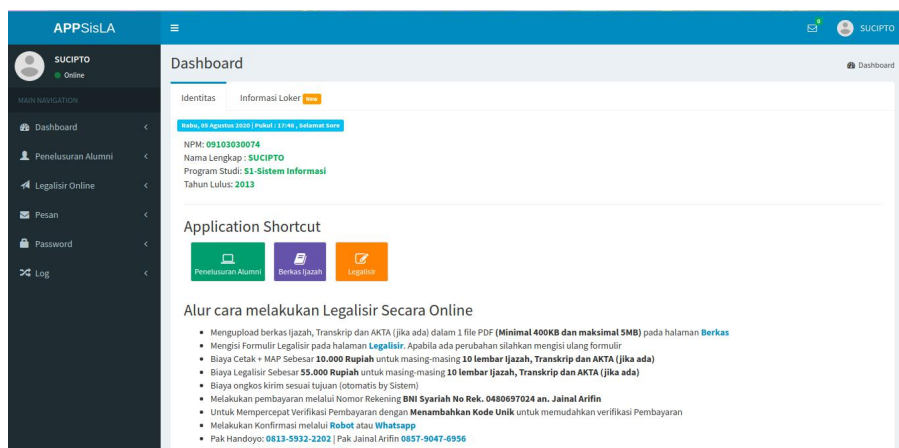 APPSisLA
0
SUCIPTO
SUCIPTO
Online
MAIN NAVIGATION
Dashboard
Penelusuran Alumni
Legalisir Online
Pesan
Password
Log
Dashboard
Dashboard
Identitas
Informasi Loker New
Rabu, 05 Agustus 2020 | Pukul : 17:46 , Selamat Sore
NPM: 09103030074
Nama Lengkap : SUCIPTO
Program Studi: S1-Sistem Informasi
Tahun Lulus: 2013
Application Shortcut
Penelusuran Alumni
Berkas Ijazah
Legalisir
Alur cara melakukan Legalisir Secara Online
Mengupload berkas Ijazah, Transkrip dan AKTA (jika ada) dalam 1 file PDF (Minimal 400KB dan maksimal 5MB) pada halaman Berkas
Mengisi Formulir Legalisir pada halaman Legalisir. Apabila ada perubahan silahkan mengisi ulang formulir
Biaya Cetak + MAP Sebesar 10.000 Rupiah untuk masing-masing 10 lembar Ijazah, Transkrip dan AKTA (jika ada)
Biaya Legalisir Sebesar 55.000 Rupiah untuk masing-masing 10 lembar Ijazah, Transkrip dan AKTA (jika ada)
Biaya ongkos kirim sesuai tujuan (otomatis by Sistem)
Melakukan pembayaran melalui Nomor Rekening BNI Syariah No Rek. 0480697024 an. Jainal Arifin
Untuk Mempercepat Verifikasi Pembayaran dengan Menambahkan Kode Unik untuk memudahkan verifikasi Pembayaran
Melakukan Konfirmasi melalui Robot atau Whatsapp
Pak Handoyo: 0813-5932-2202 | Pak Jainal Arifin 0857-9047-6956